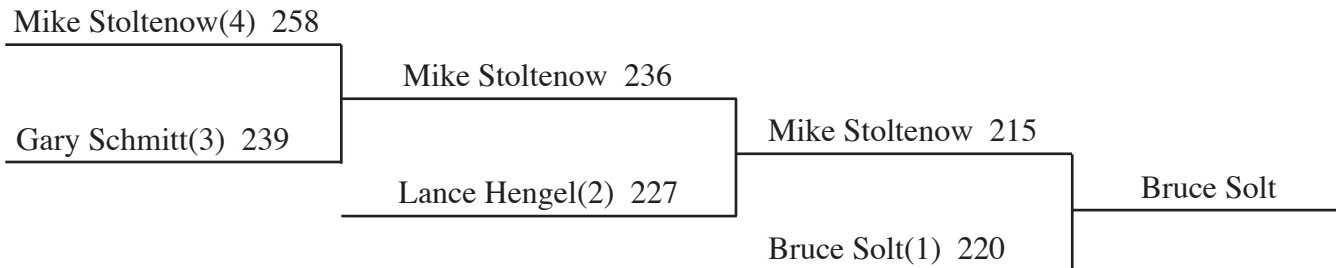 Mike Stoltenow(4) 258
Gary Schmitt(3) 239
Mike Stoltenow 236
Lance Hengel(2) 227
Mike Stoltenow 215
Bruce Solt(1) 220
Bruce Solt